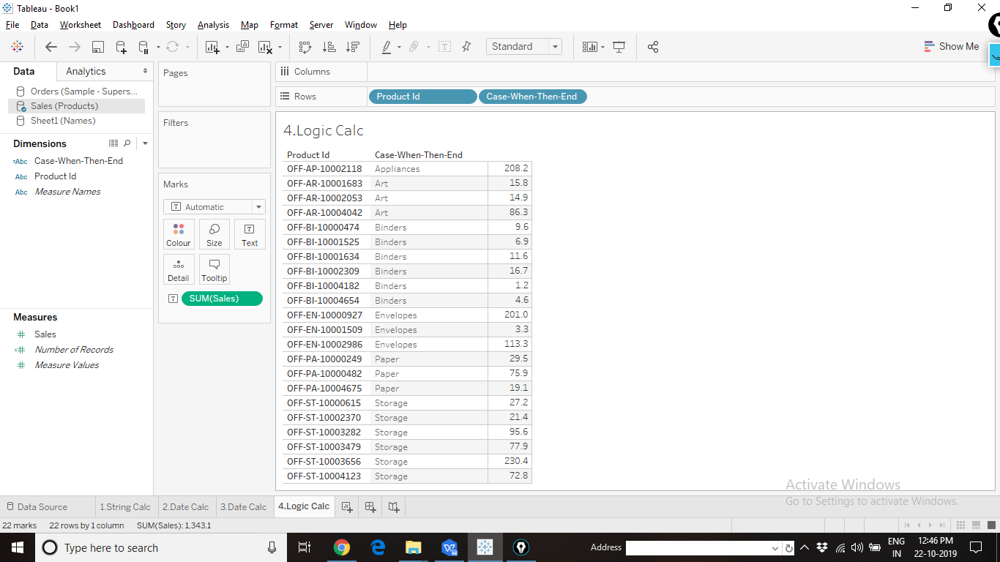 Tableau - Book1
File Data Worksheet Dashboard Story Analysis Map Format Server Window Help
Standard
Show Me
Data Analytics
Orders (Sample - Supers...
Sales (Products)
Sheet1 (Names)
Dimensions
Abc Case-When-Then-End
Abc Product Id
Abc Measure Names
Measures
Sales
Number of Records
Measure Values
Pages
Filters
Marks
Automatic
Colour Size Text
Detail Tooltip
SUM(Sales)
Columns
Rows Product Id Case-When-Then-End
4.Logic Calc
Product Id Case-When-Then-End
OFF-AP-10002118 Appliances 208.2
OFF-AR-10001683 Art 15.8
OFF-AR-10002053 Art 14.9
OFF-AR-10004042 Art 86.3
OFF-BI-10000474 Binders 9.6
OFF-BI-10001525 Binders 6.9
OFF-BI-10001634 Binders 11.6
OFF-BI-10002309 Binders 16.7
OFF-BI-10004182 Binders 1.2
OFF-BI-10004654 Binders 4.6
OFF-EN-10000927 Envelopes 201.0
OFF-EN-10001509 Envelopes 3.3
OFF-EN-10002986 Envelopes 113.3
OFF-PA-10000249 Paper 29.5
OFF-PA-10000482 Paper 75.9
OFF-PA-10004675 Paper 19.1
OFF-ST-10000615 Storage 27.2
OFF-ST-10002370 Storage 21.4
OFF-ST-10003282 Storage 95.6
OFF-ST-10003479 Storage 77.9
OFF-ST-10003656 Storage 230.4
OFF-ST-10004123 Storage 72.8
Activate Windows
Go to Settings to activate Windows.
Data Source 1.String Calc 2.Date Calc 3.Date Calc 4.Logic Calc
22 marks 22 rows by 1 column SUM(Sales): 1,343.1
Type here to search
Address
ENG
IN
12:46 PM
22-10-2019